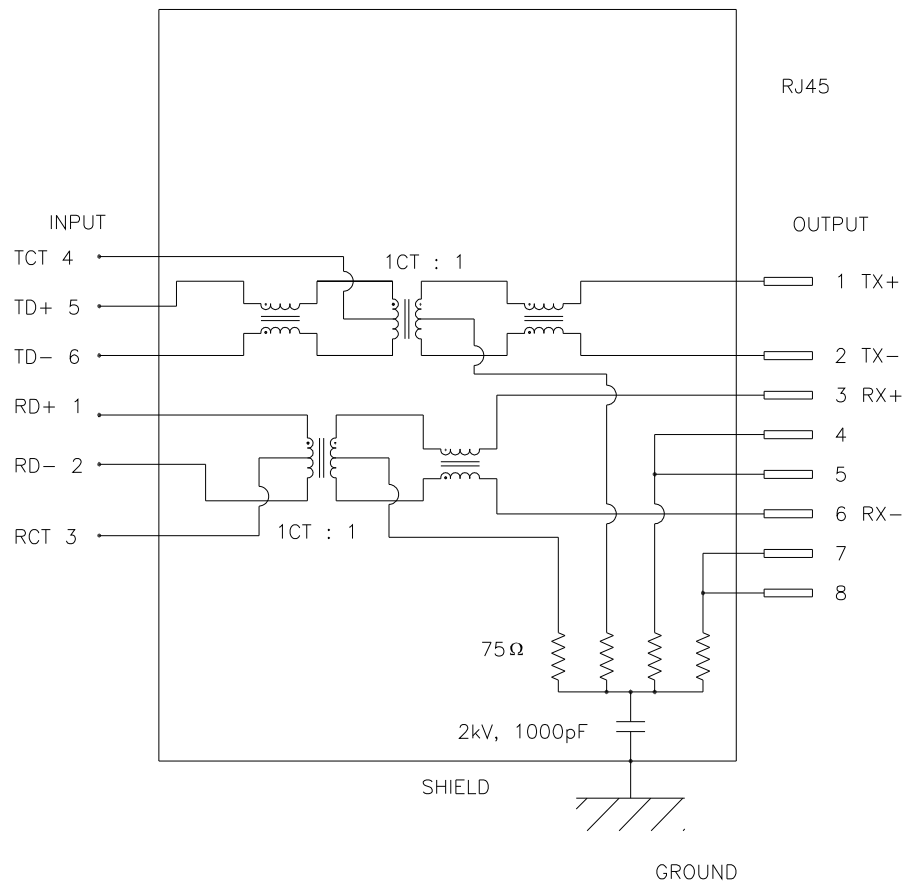 RJ45
INPUT
OUTPUT
TCT 4
1CT : 1
1 TX+
TD+ 5
TD- 6
2 TX-
3 RX+
RD+ 1
4
RD- 2
5
6 RX-
RCT 3
1CT : 1
7
8
75Ω
2kV, 1000pF
SHIELD
GROUND